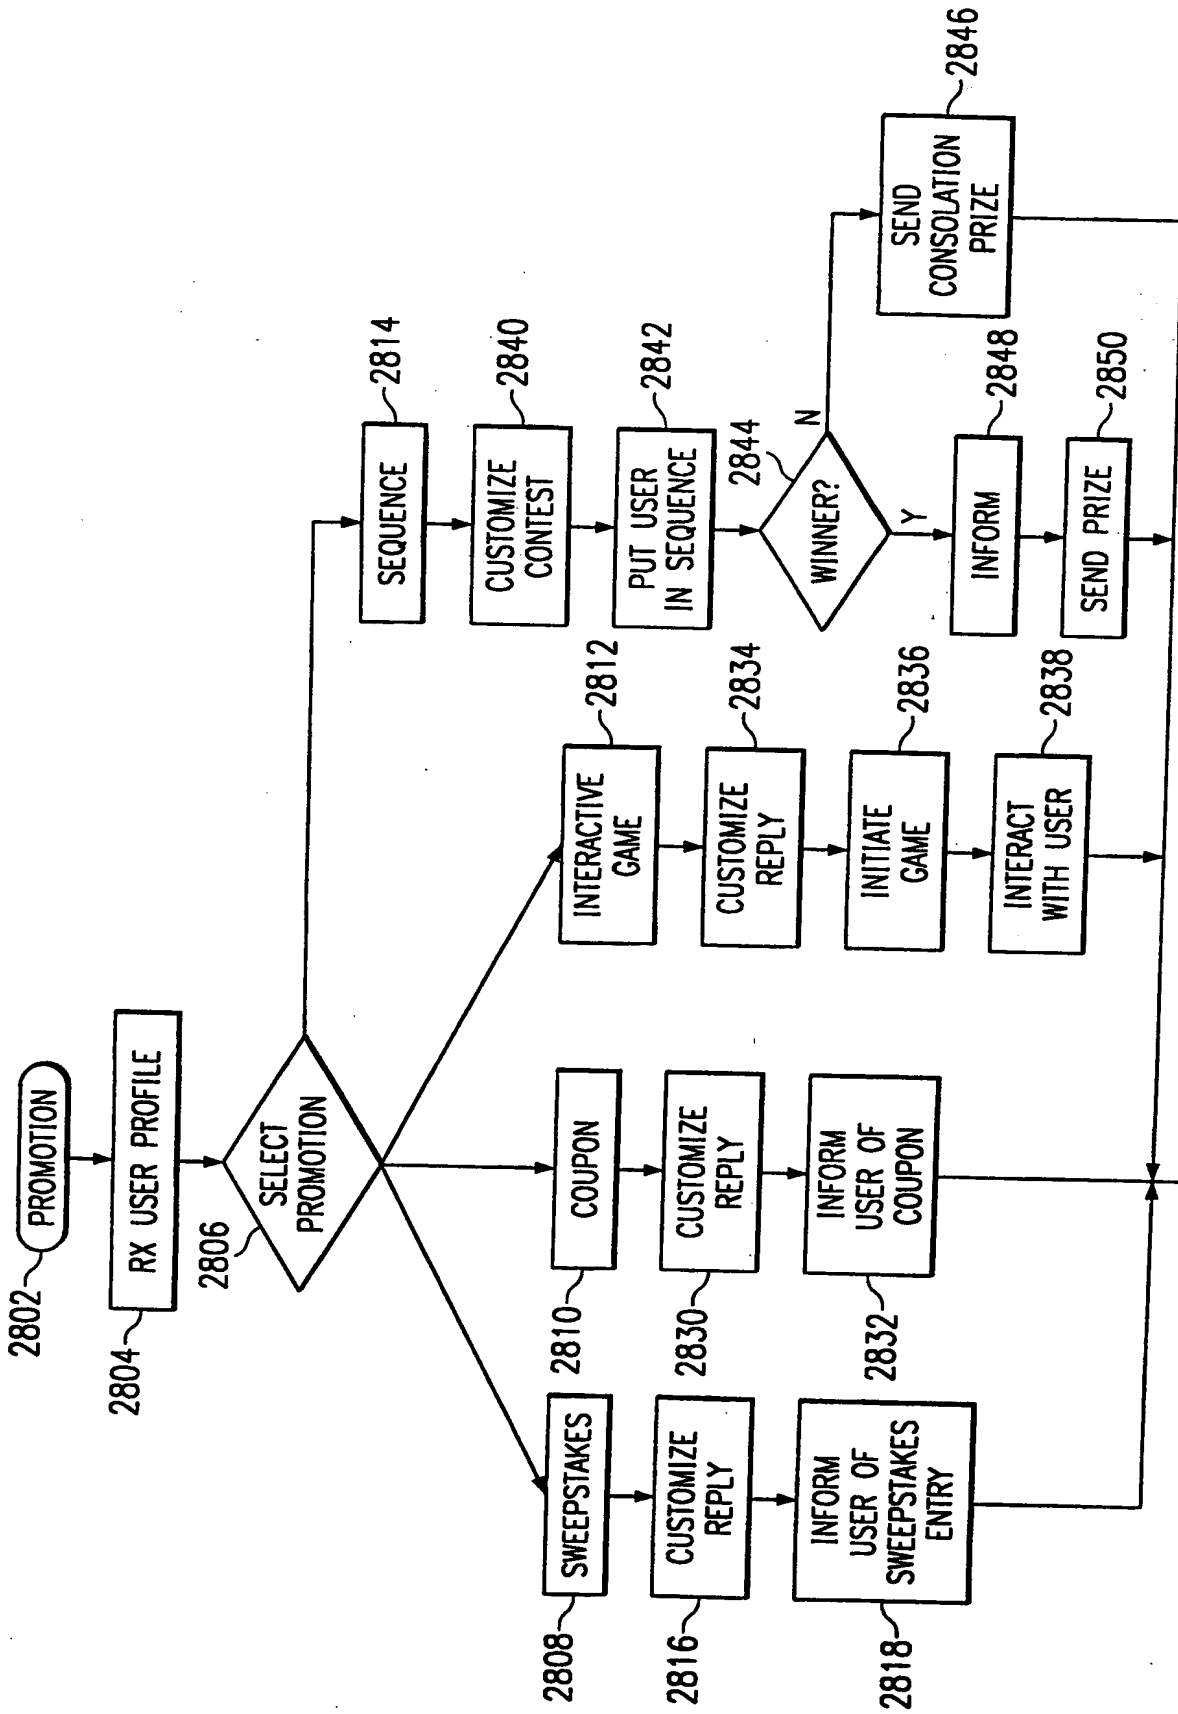 2802
PROMOTION
2804
RX USER PROFILE
2806
SELECT
PROMOTION
2808
SWEEPSTAKES
2816
CUSTOMIZE
REPLY
2818
INFORM
USER OF
SWEEPSTAKES
ENTRY
2810
COUPON
2830
CUSTOMIZE
REPLY
2832
INFORM
USER OF
COUPON
INTERACTIVE
GAME
2812
CUSTOMIZE
REPLY
2834
INITIATE
GAME
2836
INTERACT
WITH USER
2838
SEQUENCE
2814
CUSTOMIZE
CONTEST
2840
PUT USER
IN SEQUENCE
2842
WINNER?
2844
N
Y
INFORM
2848
SEND PRIZE
2850
SEND
CONSOLATION
PRIZE
2846